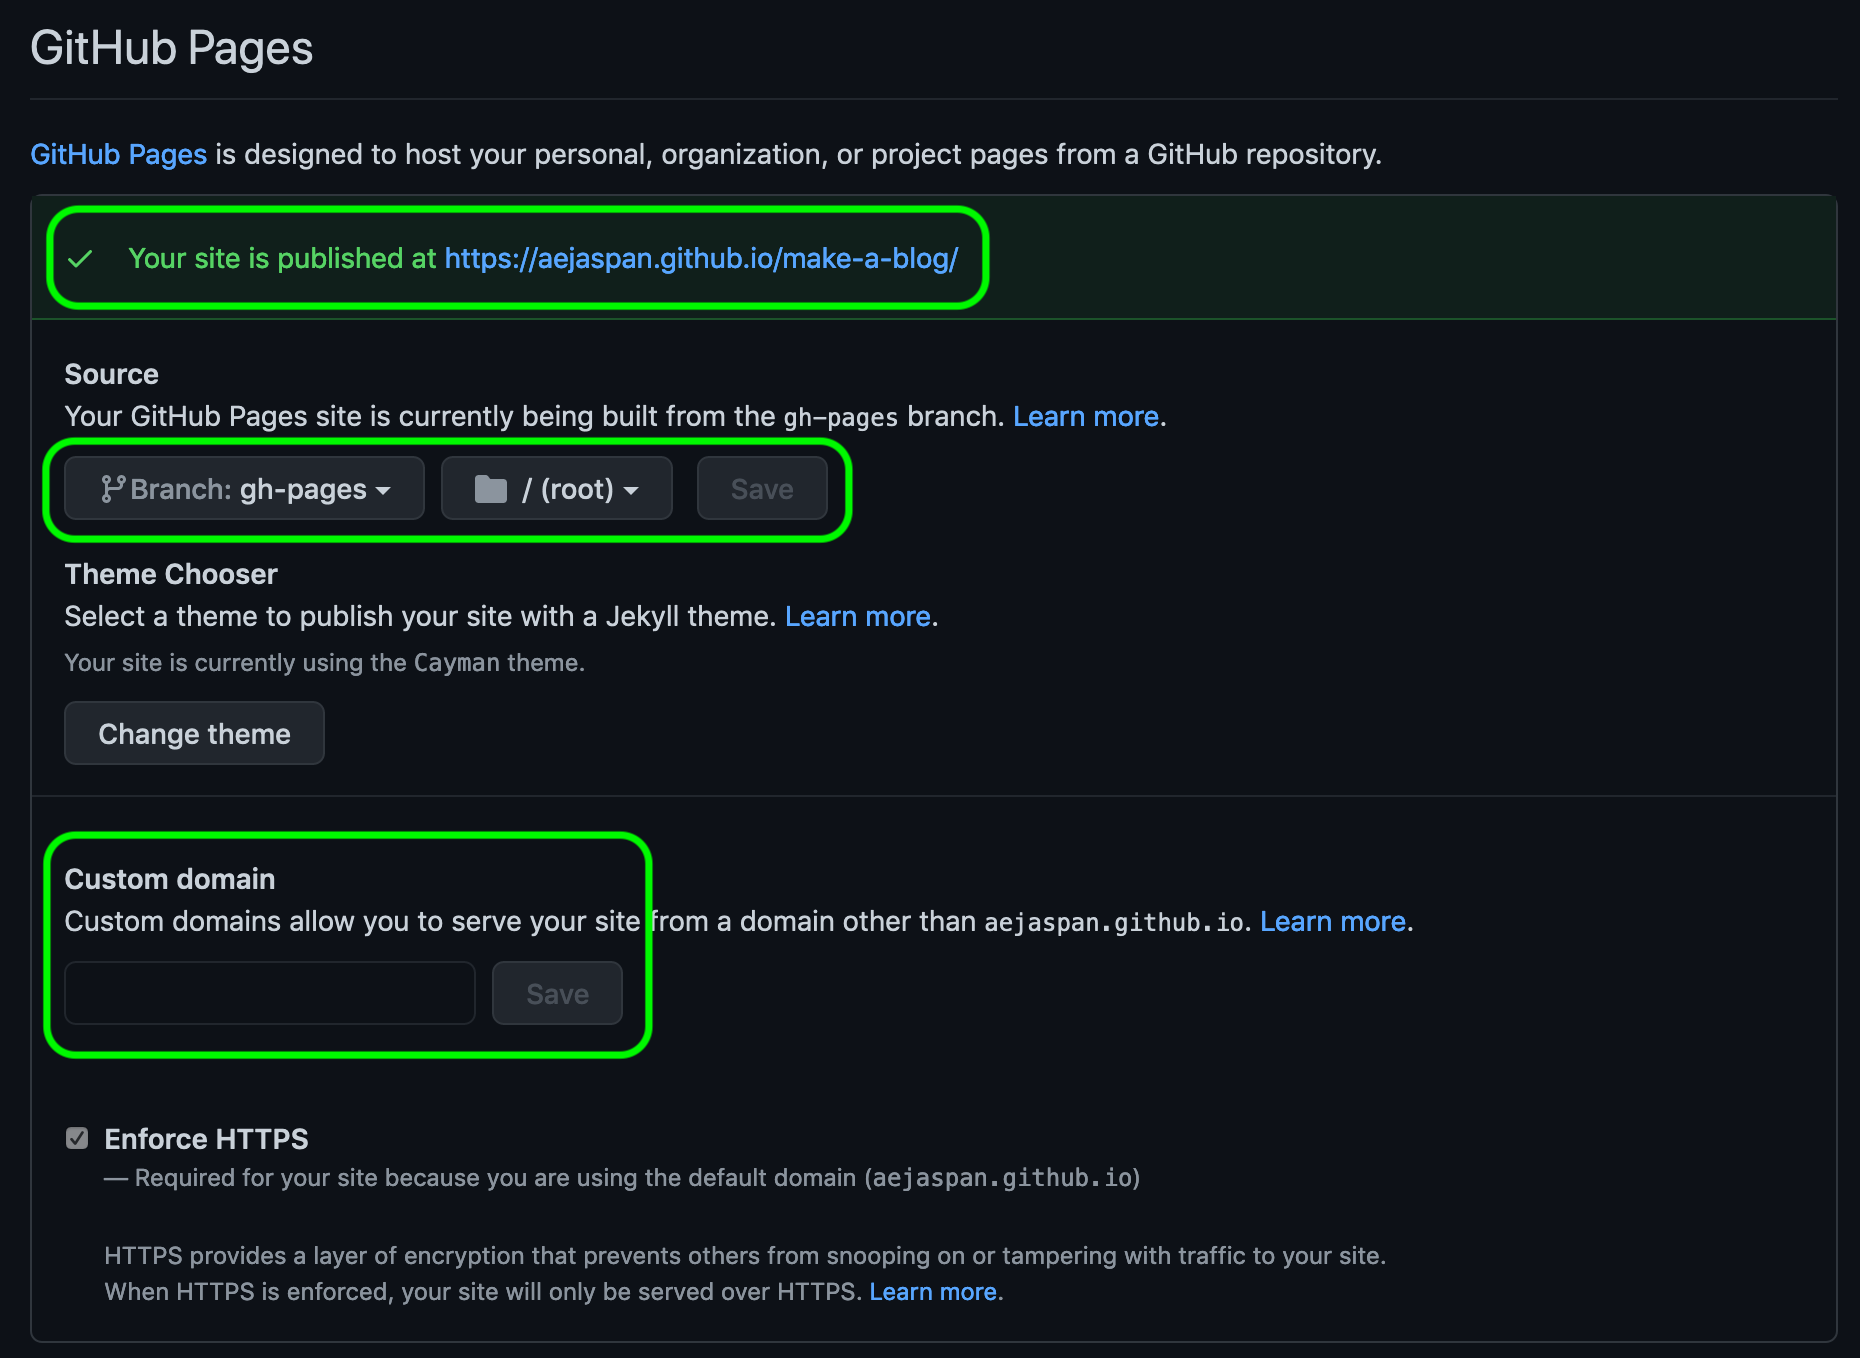 GitHub Pages
GitHub Pages is designed to host your personal, organization, or project pages from a GitHub repository.
Your site is published at https://aejaspan.github.io/make-a-blog/
Source
Your GitHub Pages site is currently being built from the gh-pages branch. Learn more.
Branch: gh-pages / (root) Save
Theme Chooser
Select a theme to publish your site with a Jekyll theme. Learn more.
Your site is currently using the Cayman theme.
Change theme
Custom domain
Custom domains allow you to serve your site from a domain other than aejaspan.github.io. Learn more.
Save
Enforce HTTPS
— Required for your site because you are using the default domain (aejaspan.github.io)
HTTPS provides a layer of encryption that prevents others from snooping on or tampering with traffic to your site.
When HTTPS is enforced, your site will only be served over HTTPS. Learn more.